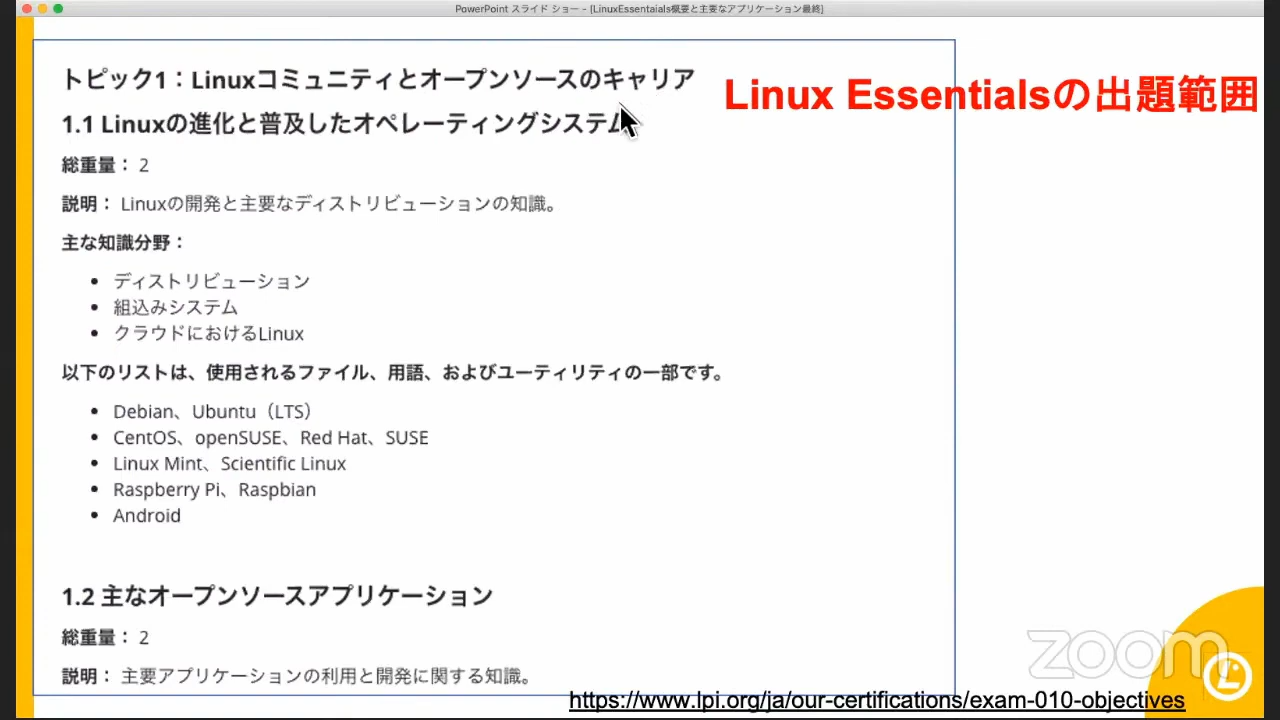 PowerPoint スライド ショー - [LinuxEssentaials概要と主要なアプリケーション最終]
トピック1：Linuxコミュニティとオープンソースのキャリア
Linux Essentialsの出題範囲
1.1 Linuxの進化と普及したオペレーティングシステム
総重量： 2
説明： Linuxの開発と主要なディストリビューションの知識。
主な知識分野：
• ディストリビューション
• 組込みシステム
• クラウドにおけるLinux
以下のリストは、使用されるファイル、用語、およびユーティリティの一部です。
• Debian、Ubuntu（LTS）
• CentOS、openSUSE、Red Hat、SUSE
• Linux Mint、Scientific Linux
• Raspberry Pi、Raspbian
• Android
1.2 主なオープンソースアプリケーション
総重量： 2
説明： 主要アプリケーションの利用と開発に関する知識。
zoom
https://www.lpi.org/ja/our-certifications/exam-010-objectives